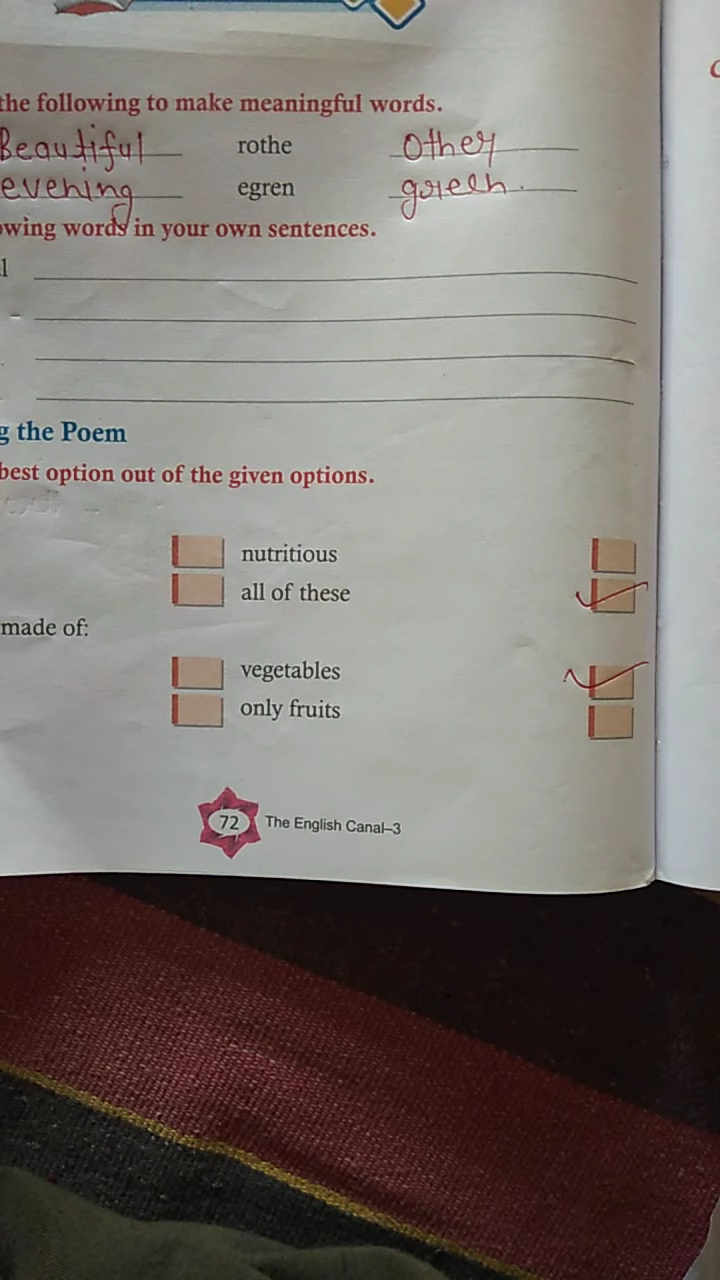 the following to make meaningful words.
Beautiful rothe Other
evening egren green.
wing words in your own sentences.
l
g the Poem
best option out of the given options.
nutritious
all of these
made of:
vegetables
only fruits
72 The English Canal–3